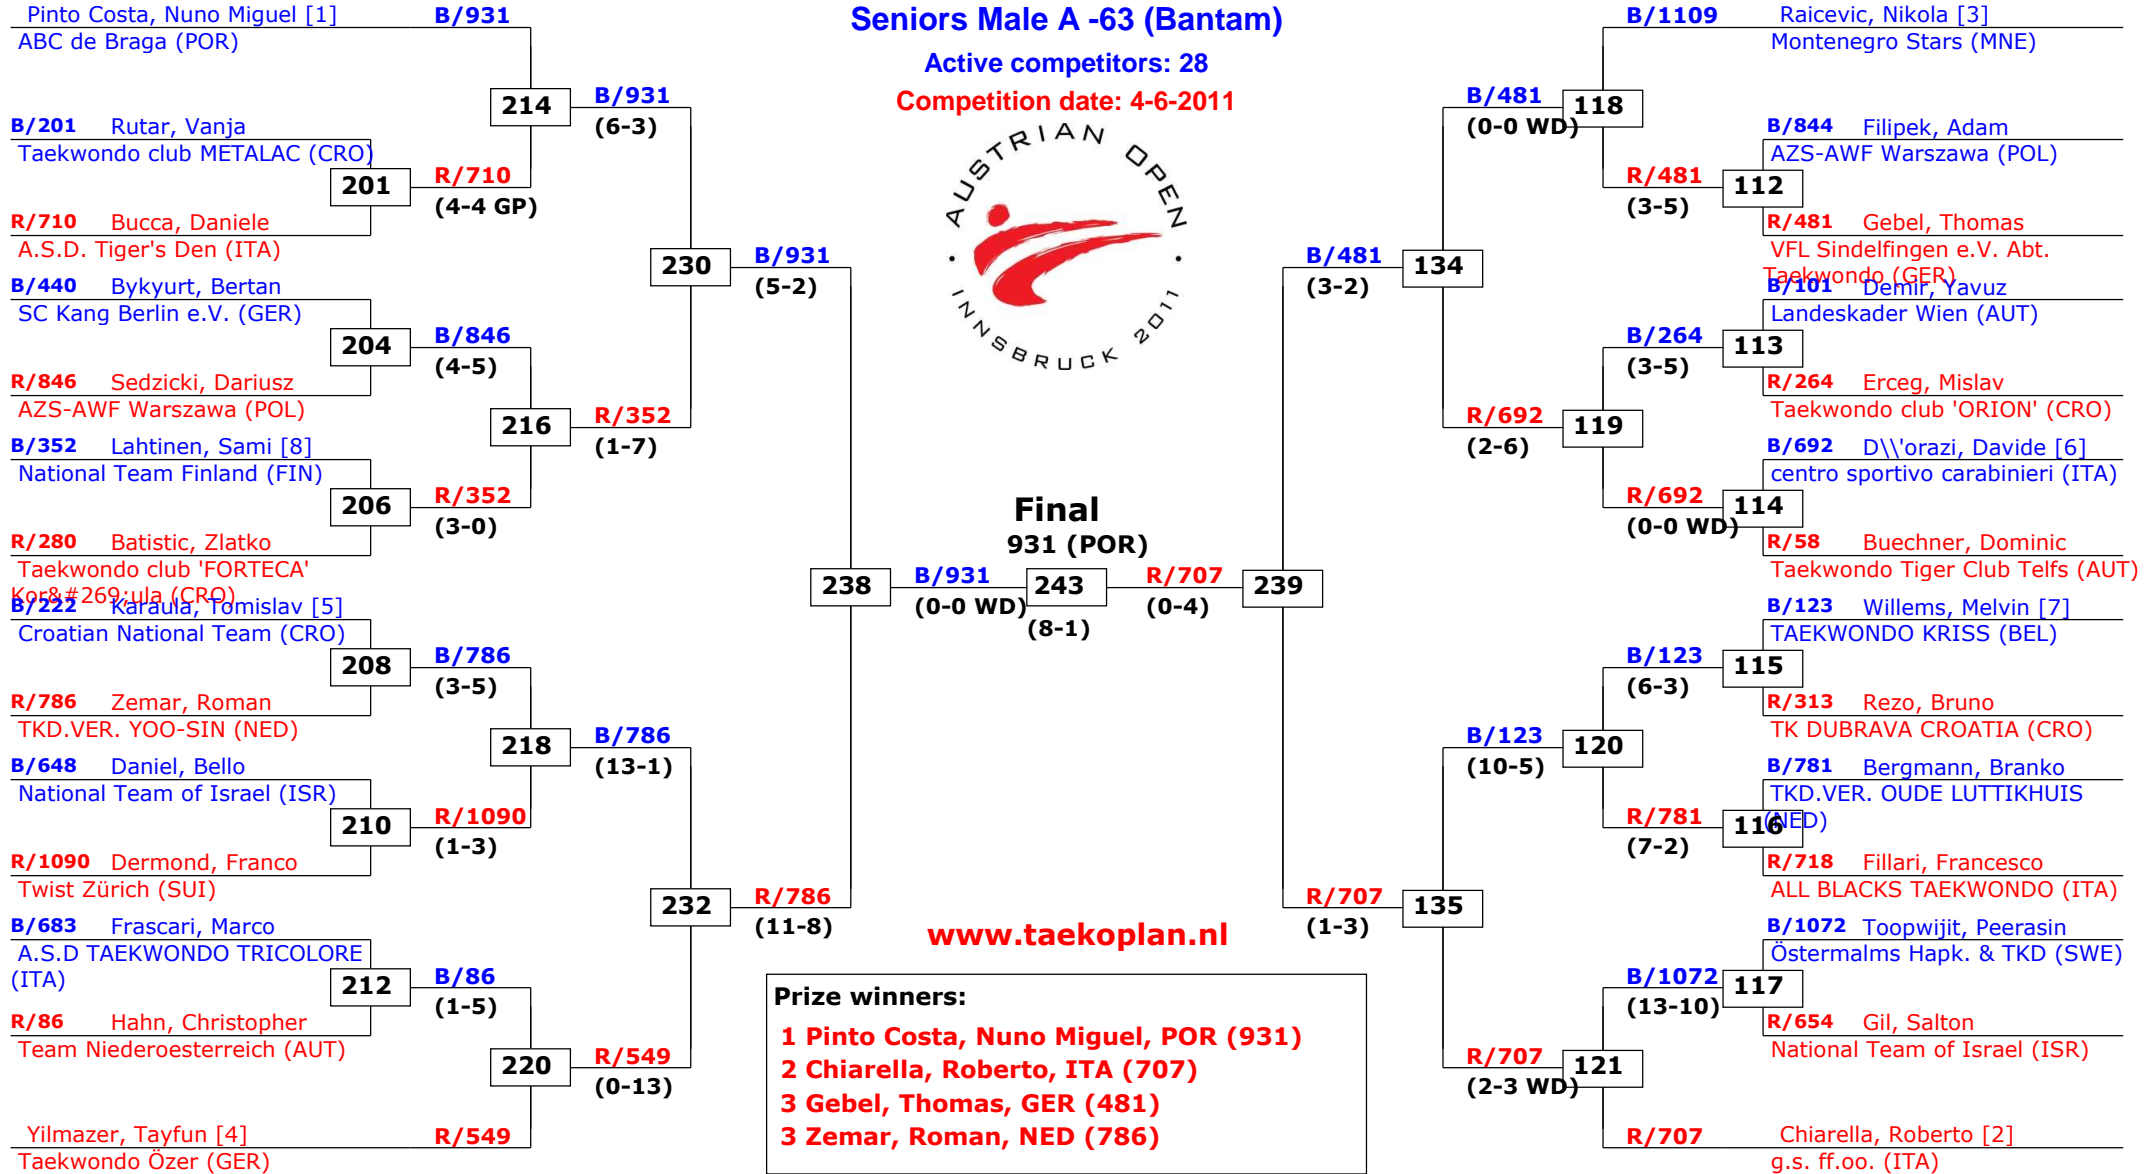 Seniors Male A -63 (Bantam)
Active competitors: 28
Competition date: 4-6-2011
AUSTRIAN OPEN
· INNSBRUCK 2011 ·
Pinto Costa, Nuno Miguel [1] B/931
ABC de Braga (POR)
B/201 Rutar, Vanja
Taekwondo club METALAC (CRO)
R/710 Bucca, Daniele
A.S.D. Tiger's Den (ITA)
B/440 Bykyurt, Bertan
SC Kang Berlin e.V. (GER)
R/846 Sedzicki, Dariusz
AZS-AWF Warszawa (POL)
B/352 Lahtinen, Sami [8]
National Team Finland (FIN)
R/280 Batistic, Zlatko
Taekwondo club 'FORTECA'
Kor&#269;ula (CRO)
B/222 Karaula, Tomislav [5]
Croatian National Team (CRO)
R/786 Zemar, Roman
TKD.VER. YOO-SIN (NED)
B/648 Daniel, Bello
National Team of Israel (ISR)
R/1090 Dermond, Franco
Twist Zürich (SUI)
B/683 Frascari, Marco
A.S.D TAEKWONDO TRICOLORE
(ITA)
R/86 Hahn, Christopher
Team Niederoesterreich (AUT)
Yilmazer, Tayfun [4] R/549
Taekwondo Özer (GER)
201 R/710
(4-4 GP)
204 B/846
(4-5)
206 R/352
(3-0)
208 B/786
(3-5)
210 R/1090
(1-3)
212 B/86
(1-5)
214 B/931
(6-3)
216 R/352
(1-7)
218 B/786
(13-1)
220 R/549
(0-13)
230 B/931
(5-2)
232 R/786
(11-8)
238 B/931
(0-0 WD)
Final
931 (POR)
243
(8-1)
R/707 239
(0-4)
B/481 134
(3-2)
R/707 135
(1-3)
B/481 118
(0-0 WD)
R/692 119
(2-6)
B/123 120
(10-5)
R/707 121
(2-3 WD)
R/481 112
(3-5)
B/264 113
(3-5)
R/692 114
(0-0 WD)
B/123 115
(6-3)
R/781 116
(7-2)
B/1072 117
(13-10)
B/1109 Raicevic, Nikola [3]
Montenegro Stars (MNE)
B/844 Filipek, Adam
AZS-AWF Warszawa (POL)
R/481 Gebel, Thomas
VFL Sindelfingen e.V. Abt.
Taekwondo (GER)
B/101 Demir, Yavuz
Landeskader Wien (AUT)
R/264 Erceg, Mislav
Taekwondo club 'ORION' (CRO)
B/692 D\\'orazi, Davide [6]
centro sportivo carabinieri (ITA)
R/58 Buechner, Dominic
Taekwondo Tiger Club Telfs (AUT)
B/123 Willems, Melvin [7]
TAEKWONDO KRISS (BEL)
R/313 Rezo, Bruno
TK DUBRAVA CROATIA (CRO)
B/781 Bergmann, Branko
TKD.VER. OUDE LUTTIKHUIS
(NED)
R/718 Fillari, Francesco
ALL BLACKS TAEKWONDO (ITA)
B/1072 Toopwijit, Peerasin
Östermalms Hapk. & TKD (SWE)
R/654 Gil, Salton
National Team of Israel (ISR)
R/707 Chiarella, Roberto [2]
g.s. ff.oo. (ITA)
www.taekoplan.nl
Prize winners:
1 Pinto Costa, Nuno Miguel, POR (931)
2 Chiarella, Roberto, ITA (707)
3 Gebel, Thomas, GER (481)
3 Zemar, Roman, NED (786)